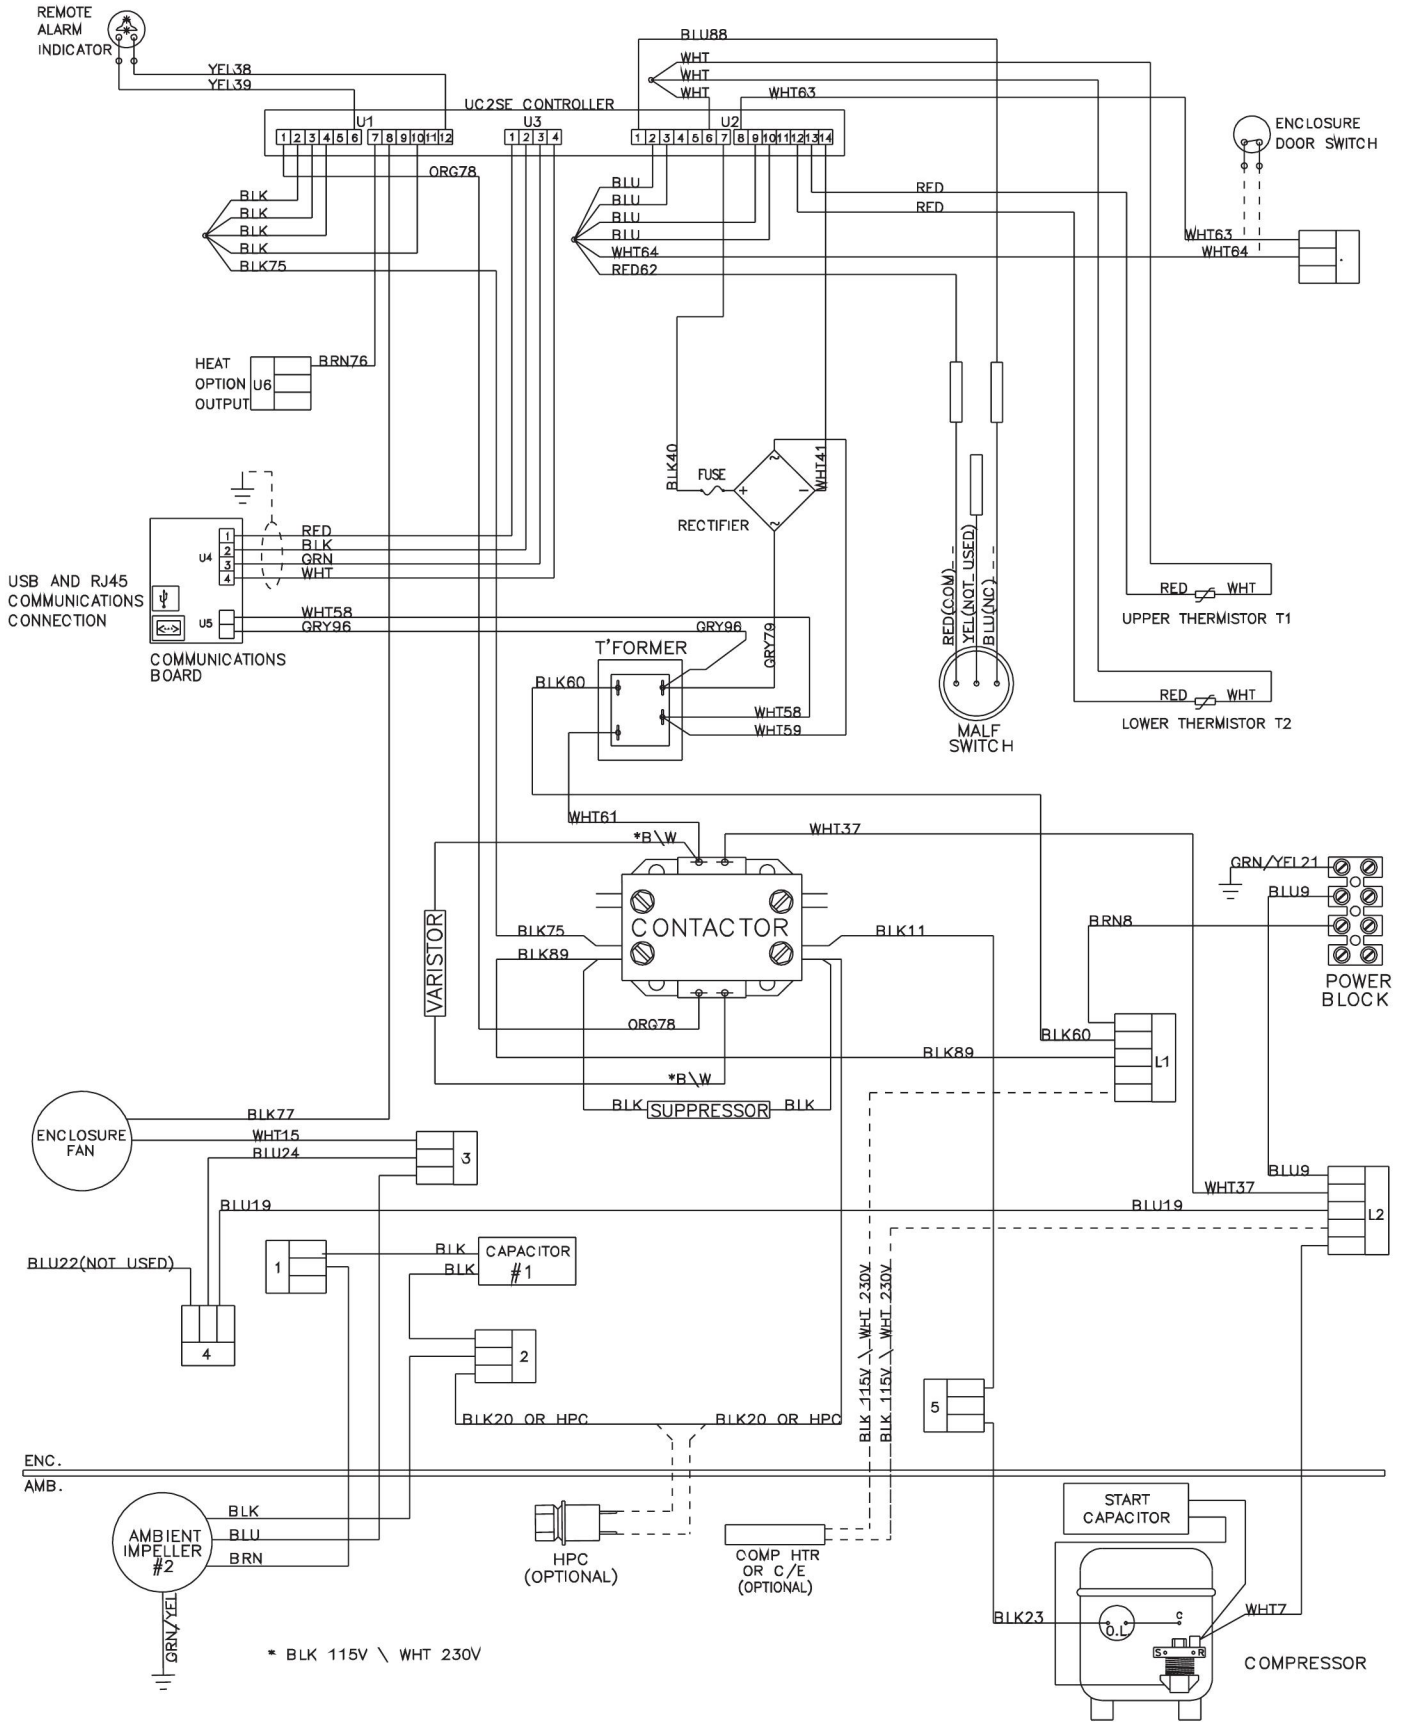 REMOTE
ALARM
INDICATOR
YEL38
YEL39
BLU88
WHT
WHT
WHT
WHT63
UC2SE CONTROLLER
U1
U3
U2
1 2 3 4 5 6 7 8 9 10 11 12
1 2 3 4
1 2 3 4 5 6 7 8 9 10 11 12 13 14
ENCLOSURE
DOOR SWITCH
ORG78
BLK
BLK
BLK
BLK
BLK75
BLU
BLU
BLU
BLU
WHT64
RED62
RED
RED
WHT63
WHT64
HEAT
OPTION
OUTPUT
U6
BRN76
BLK40
FUSE
+
-
~
~
WHT41
RECTIFIER
USB AND RJ45
COMMUNICATIONS
CONNECTION
U4
1
2
3
4
RED
BLK
GRN
WHT
U5
WHT58
GRY96
COMMUNICATIONS
BOARD
GRY96
GRY79
T'FORMER
BLK60
WHT58
WHT59
WHT61
RED(COM)
YEL(NOT USED)
BLU(NC)
MALF
SWITCH
RED
WHT
UPPER THERMISTOR T1
RED
WHT
LOWER THERMISTOR T2
*B\W
WHT37
VARISTOR
CONTACTOR
BLK75
BLK89
BLK11
ORG78
BLK89
*B\W
BLK
SUPPRESSOR
BLK
GRN/YEL21
BLU9
BRN8
POWER
BLOCK
BLK60
L1
ENCLOSURE
FAN
BLK77
WHT15
BLU24
3
BLU19
BLU19
BLU9
WHT37
L2
BLU22(NOT USED)
4
1
BLK
BLK
CAPACITOR
#1
2
BLK20 OR HPC
BLK20 OR HPC
BLK 115V \ WHT 230V
BLK 115V \ WHT 230V
5
ENC.
AMB.
AMBIENT
IMPELLER
#2
BLK
BLU
BRN
GRN/YEL
HPC
(OPTIONAL)
COMP HTR
OR C/E
(OPTIONAL)
START
CAPACITOR
BLK23
O.L.
C
S
R
WHT7
COMPRESSOR
* BLK 115V \ WHT 230V